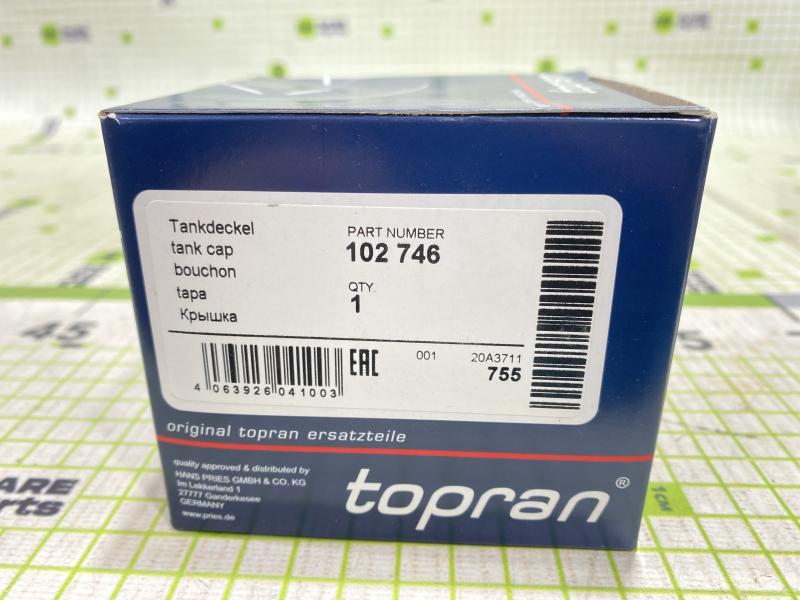 Tankdeckel
tank cap
bouchon
tapa
Крышка
PART NUMBER
102 746
QTY.
1
4 063926 041003
EAC
001
20A3711
755
original topran ersatzteile
quality approved & distributed by
HANS PRIES GMBH & CO. KG
Im Lekkerland 1
27777 Ganderkesee
GERMANY
www.pries.de
topran®
45
1СМ